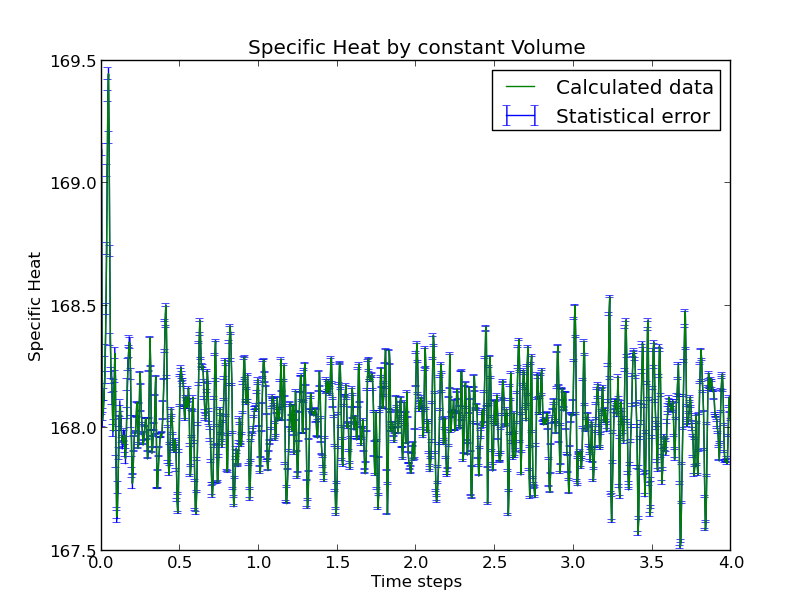 Specific Heat by constant Volume
169.5
169.0
168.5
168.0
167.5
Specific Heat
Calculated data
Statistical error
0.0 0.5 1.0 1.5 2.0 2.5 3.0 3.5 4.0
Time steps